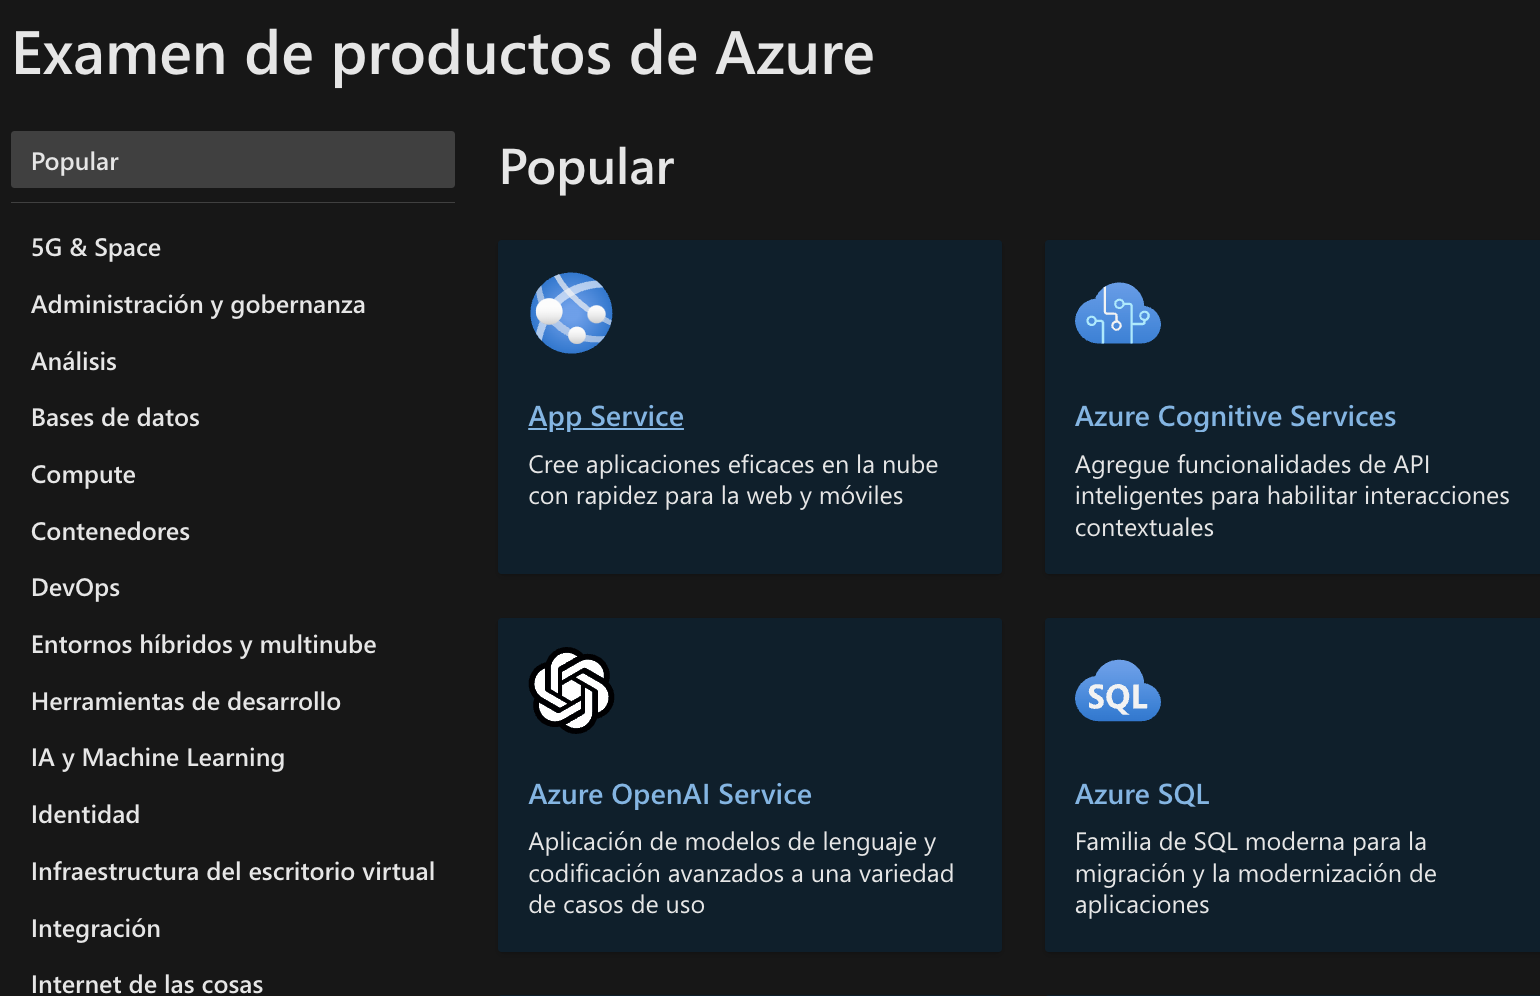 Examen de productos de Azure
Popular
5G & Space
Administración y gobernanza
Análisis
Bases de datos
Compute
Contenedores
DevOps
Entornos híbridos y multinube
Herramientas de desarrollo
IA y Machine Learning
Identidad
Infraestructura del escritorio virtual
Integración
Internet de las cosas
Popular
App Service
Cree aplicaciones eficaces en la nube
con rapidez para la web y móviles
Azure Cognitive Services
Agregue funcionalidades de API
inteligentes para habilitar interacciones
contextuales
Azure OpenAI Service
Aplicación de modelos de lenguaje y
codificación avanzados a una variedad
de casos de uso
SQL
Azure SQL
Familia de SQL moderna para la
migración y la modernización de
aplicaciones